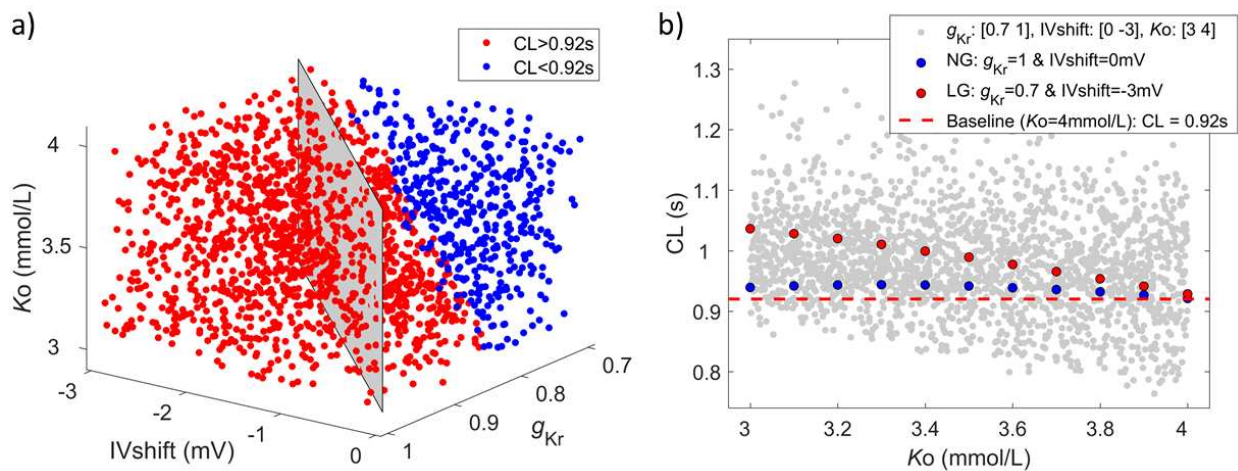 a)
CL>0.92s
CL<0.92s
4
3.5
3
Ko (mmol/L)
-3
-2
-1
0
IVshift (mV)
1
0.9
0.8
0.7
gKr
b)
gKr: [0.7 1], IVshift: [0 -3], Ko: [3 4]
NG: gKr=1 & IVshift=0mV
LG: gKr=0.7 & IVshift=-3mV
Baseline (Ko=4mmol/L): CL = 0.92s
1.3
1.2
1.1
1
0.9
0.8
CL (s)
3
3.2
3.4
3.6
3.8
4
Ko (mmol/L)